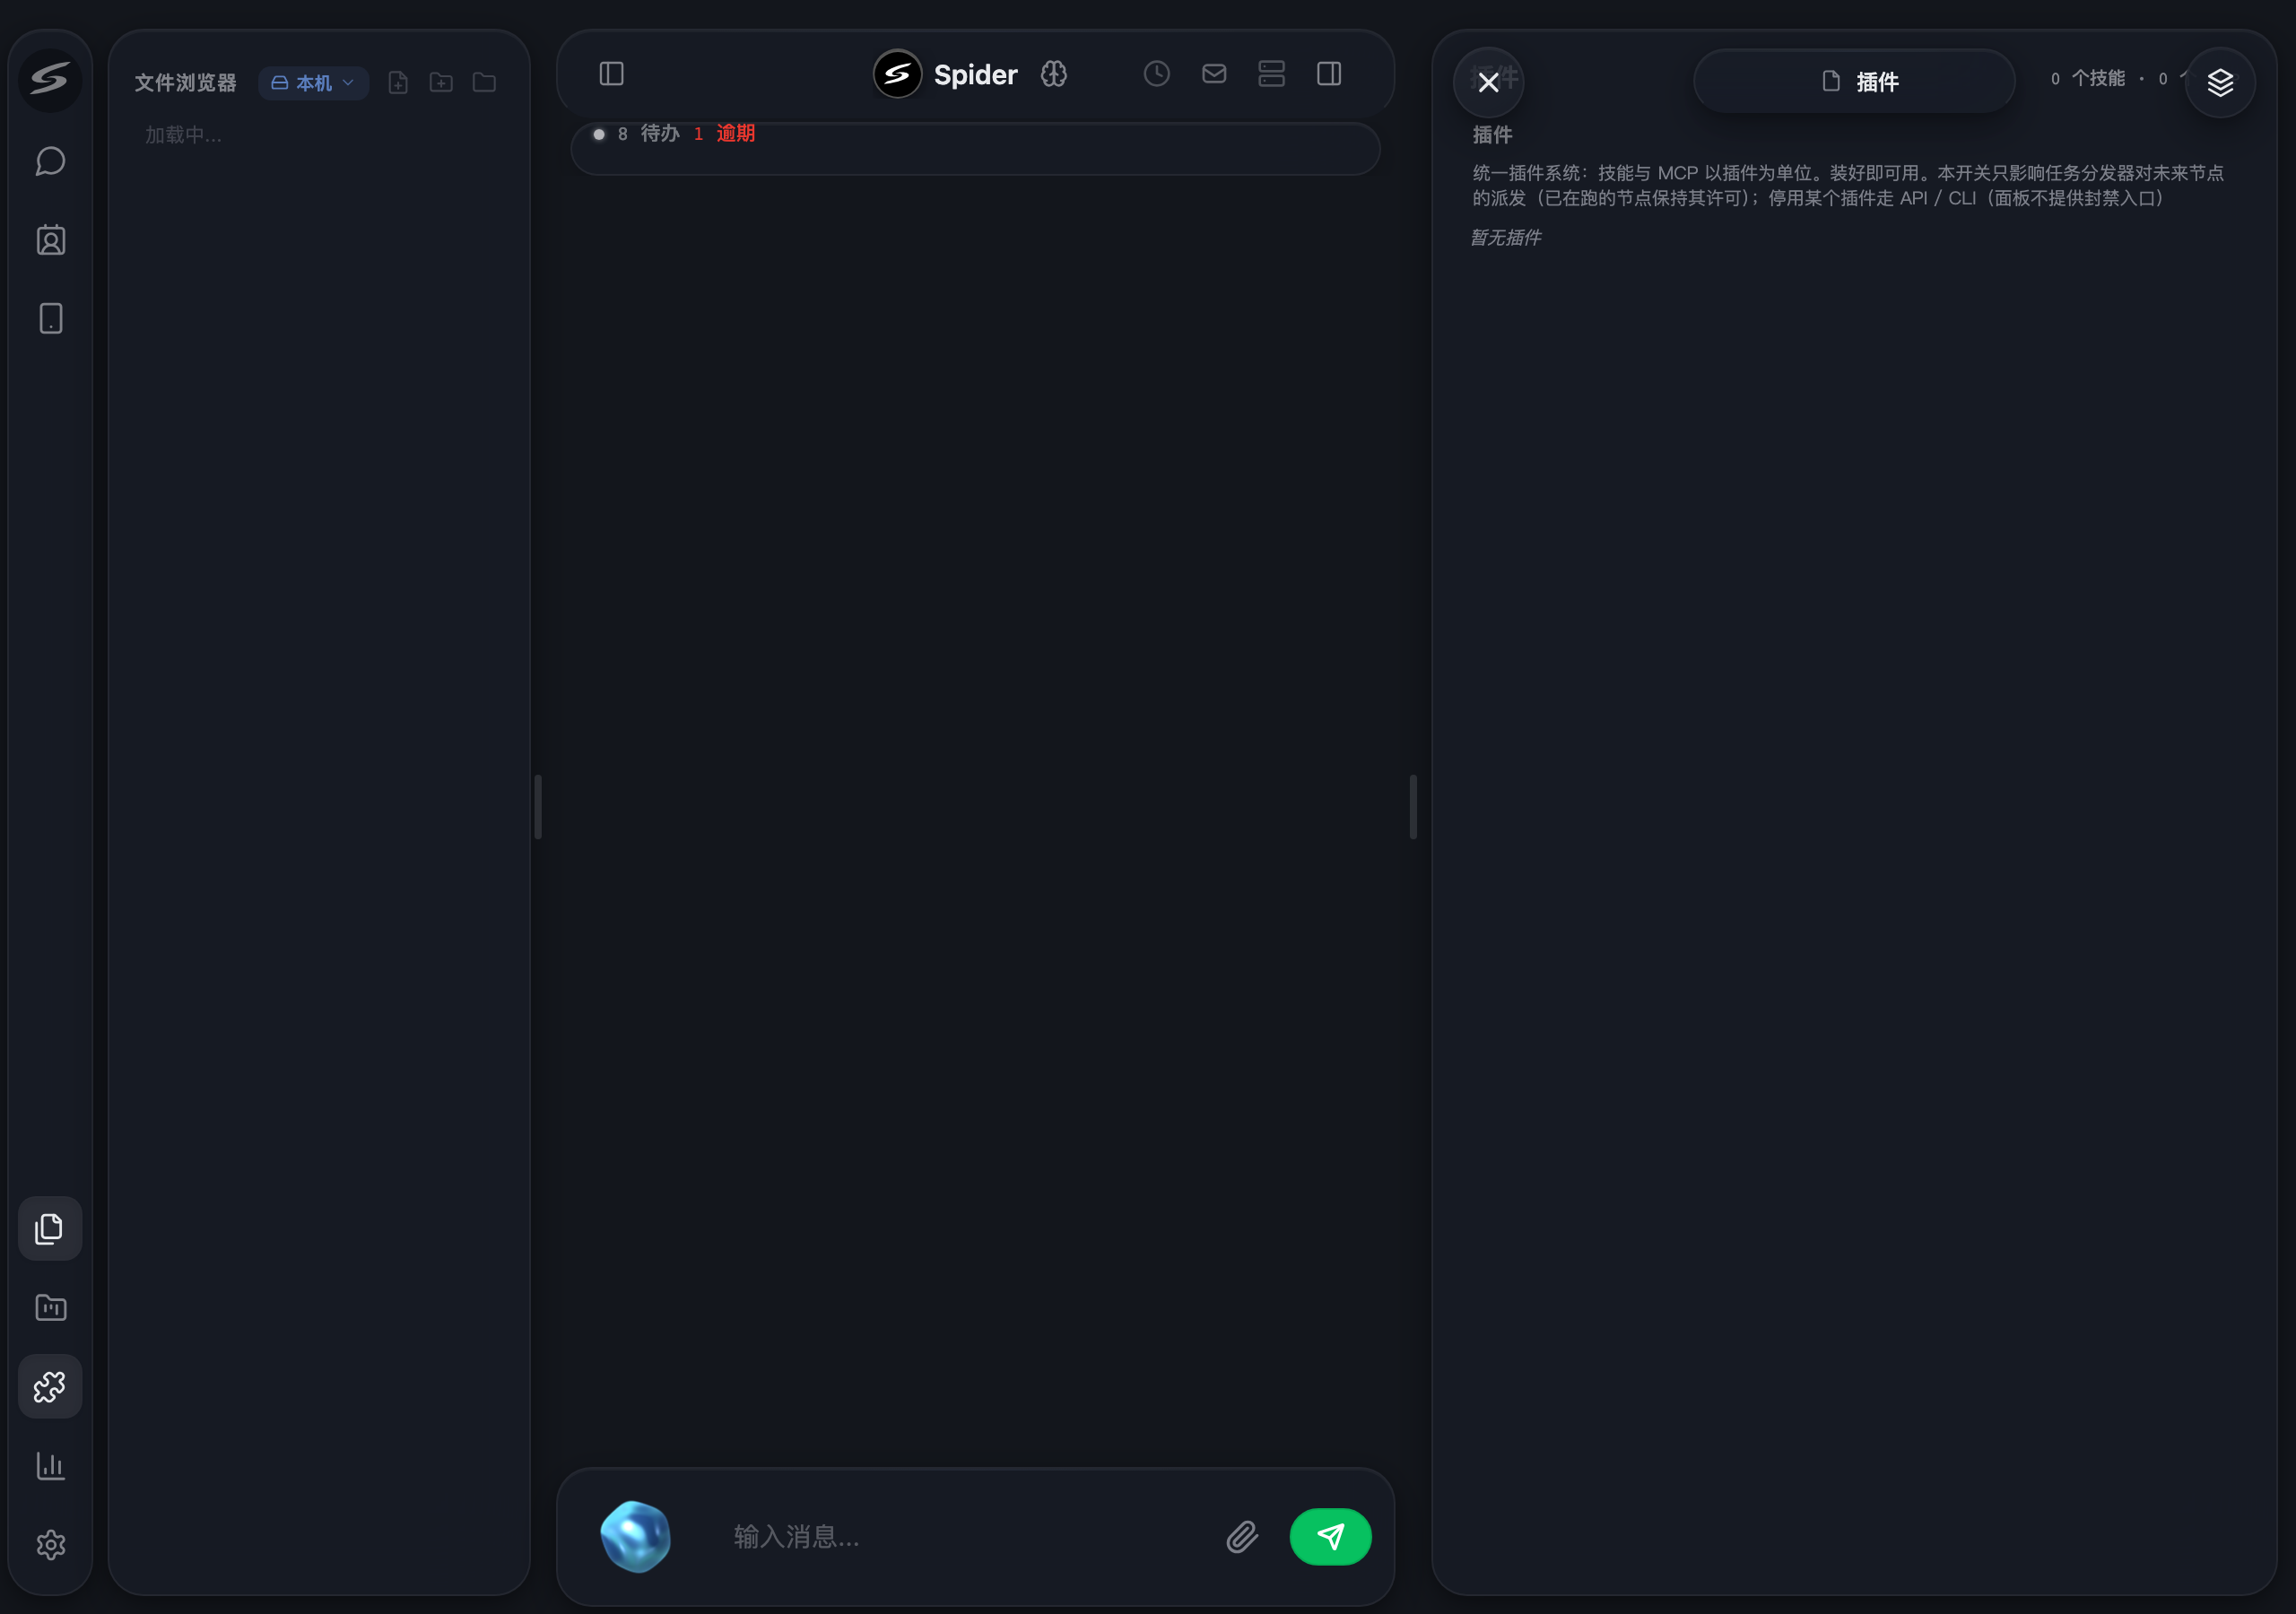 文件浏览器
本机
加载中...
Spider
8 待办 1 逾期
插件
插件
0 个技能 · 0
插件
统一插件系统：技能与 MCP 以插件为单位。装好即可用。本开关只影响任务分发器对未来节点
的派发（已在跑的节点保持其许可）；停用某个插件走 API / CLI（面板不提供封禁入口）
暂无插件
输入消息...